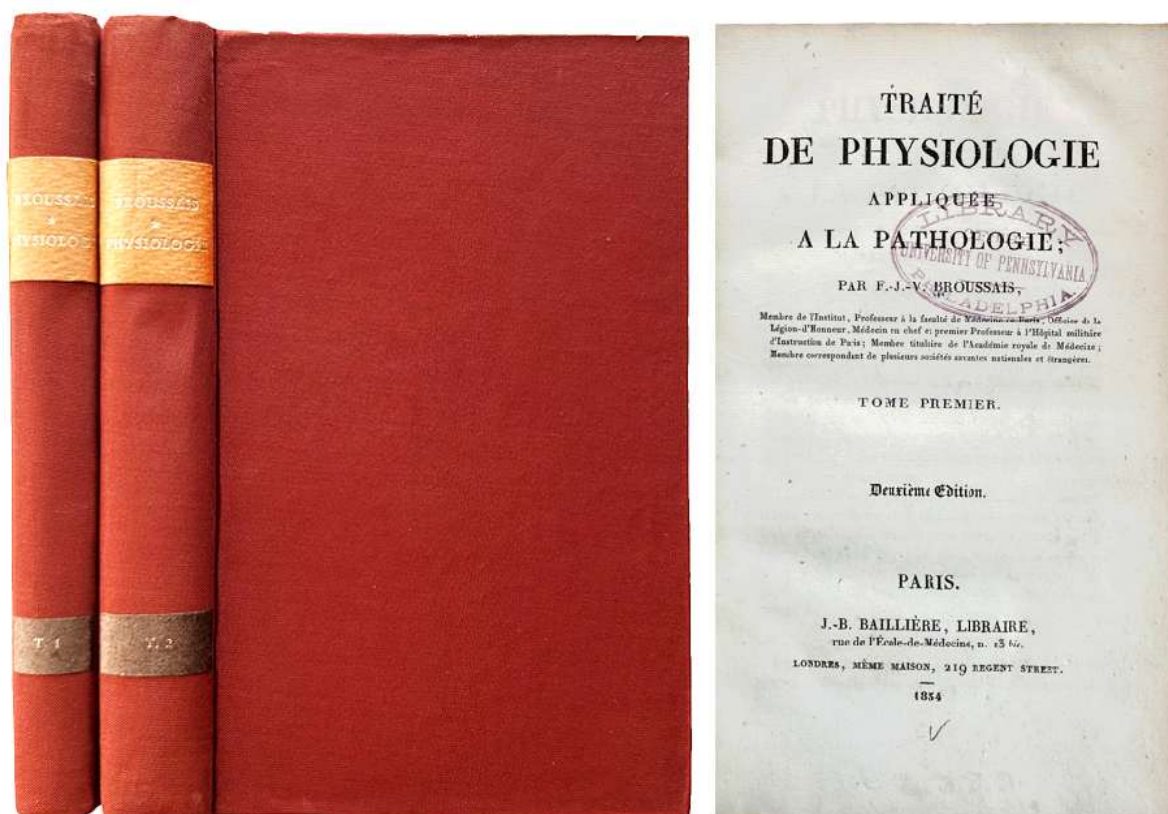 BROUSSAIS
*
PHYSIOLOGIE
T. 1
BROUSSAIS
*
PHYSIOLOGIE
T. 2
TRAITÉ
DE PHYSIOLOGIE
APPLIQUÉE
A LA PATHOLOGIE;
PAR F.-J.-V. BROUSSAIS,
Membre de l'Institut, Professeur à la faculté de Médecine de Paris, Officier de la
Légion-d'Honneur, Médecin en chef et premier Professeur à l'Hôpital militaire
d'Instruction de Paris; Membre titulaire de l'Académie royale de Médecine;
Membre correspondant de plusieurs sociétés savantes nationales et étrangères.
LIBRARY
OF THE
UNIVERSITY OF PENNSYLVANIA
PHILADELPHIA.
TOME PREMIER.
Deuxième Edition.
PARIS.
J.-B. BAILLIÈRE, LIBRAIRE,
rue de l'École-de-Médecine, n. 13 bis.
LONDRES, MÊME MAISON, 219 REGENT STREET.
1834